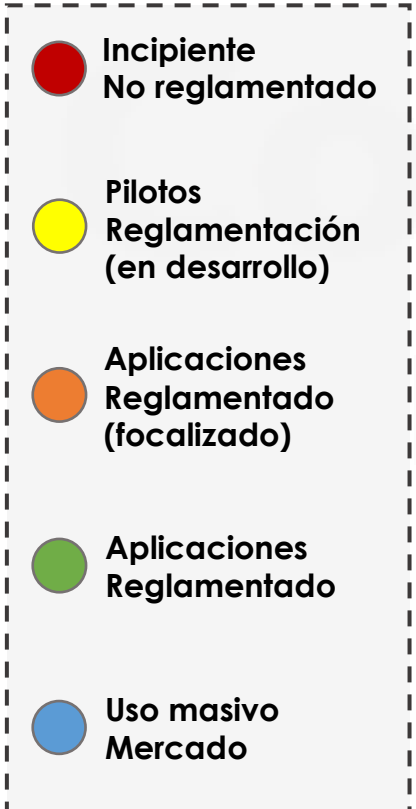 Incipiente
No reglamentado
Pilotos
Reglamentación
(en desarrollo)
Aplicaciones
Reglamentado
(focalizado)
Aplicaciones
Reglamentado
Uso masivo
Mercado